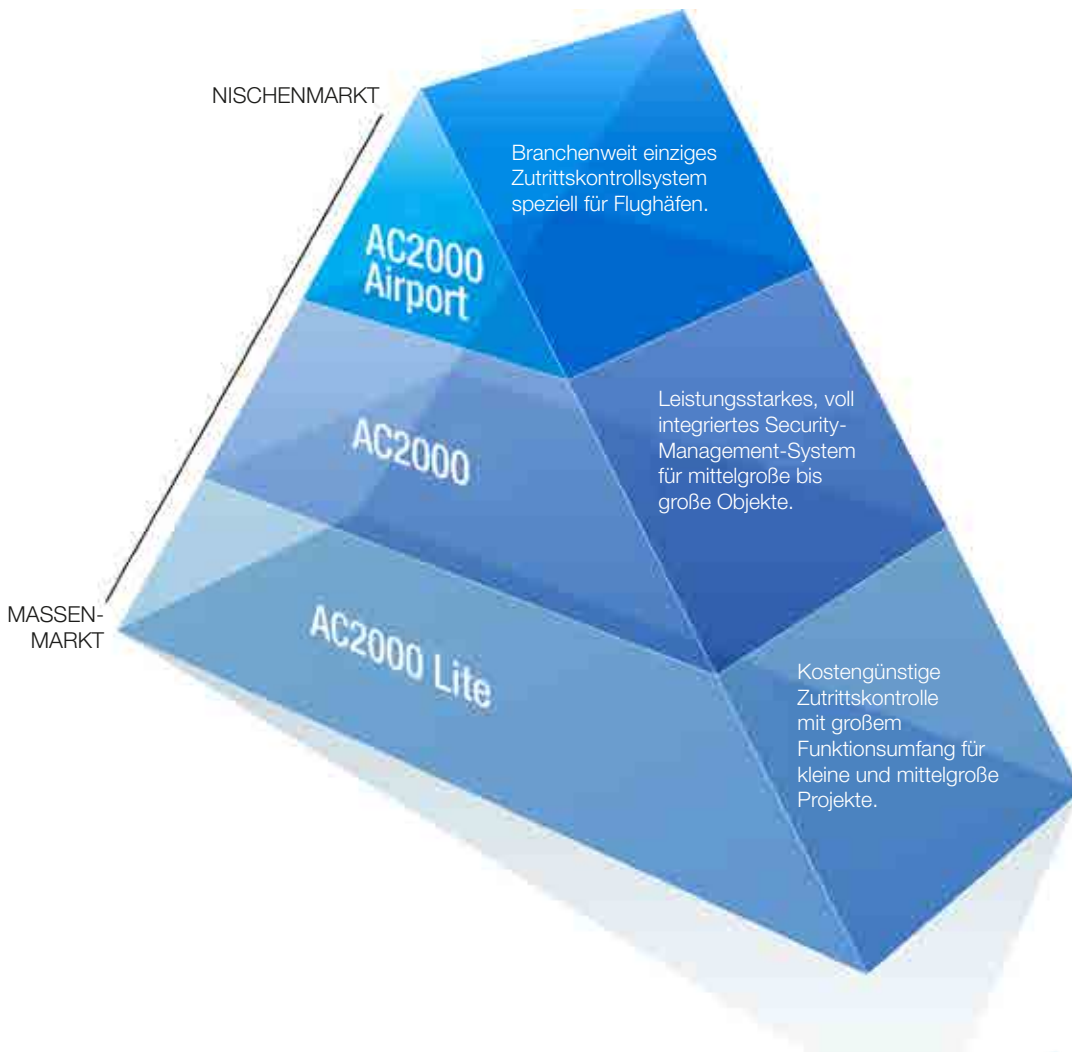 NISCHENMARKT
Branchenweit einziges
Zutrittskontrollsystem
speziell für Flughäfen.
AC2000
Airport
Leistungsstarkes, voll
integriertes Security-
Management-System
für mittelgroße bis
große Objekte.
AC2000
MASSEN-
MARKT
AC2000 Lite
Kostengünstige
Zutrittskontrolle
mit großem
Funktionsumfang für
kleine und mittelgroße
Projekte.